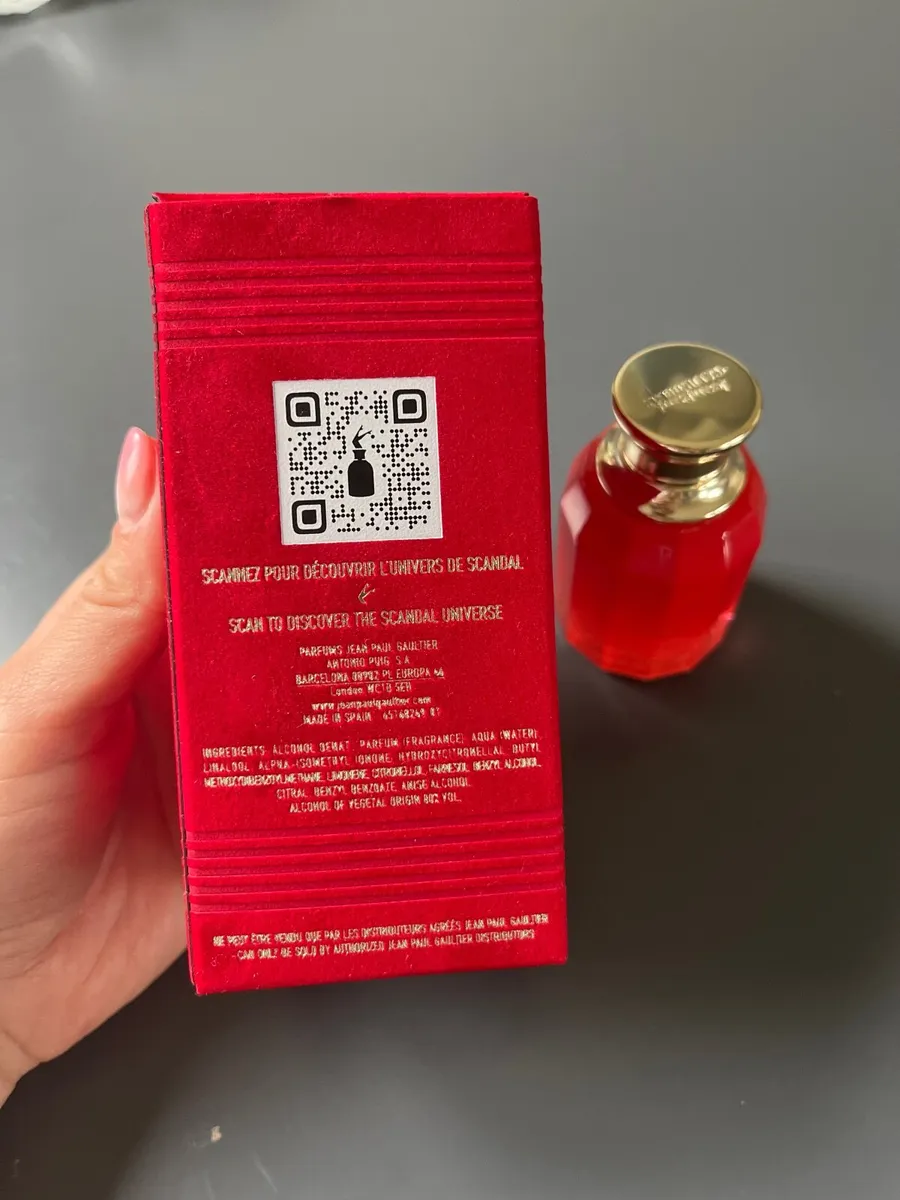 SCANNEZ POUR DÉCOUVRIR L'UNIVERS DE SCANDAL
SCAN TO DISCOVER THE SCANDAL UNIVERSE
PARFUMS JEAN PAUL GAULTIER
ANTONIO PUIG S.A
BARCELONA 08902 PL EUROPA 46
London WC1B 5EH
www.jeanpaulgaultier.com
MADE IN SPAIN
INGREDIENTS: ALCOHOL DENAT., PARFUM (FRAGRANCE), AQUA (WATER),
LINALOOL, ALPHA-ISOMETHYL IONONE, HYDROXYCITRONELLAL, BUTYL
METHOXYDIBENZOYLMETHANE, LIMONENE, CITRONELLOL, FARNESOL, BENZYL ALCOHOL,
CITRAL, BENZYL BENZOATE, ANISE ALCOHOL.
ALCOHOL OF VEGETAL ORIGIN 80% VOL.
NE PEUT ÊTRE VENDU QUE PAR LES DISTRIBUTEURS AGRÉÉS JEAN PAUL GAULTIER
- CAN ONLY BE SOLD BY AUTHORIZED JEAN PAUL GAULTIER DISTRIBUTORS